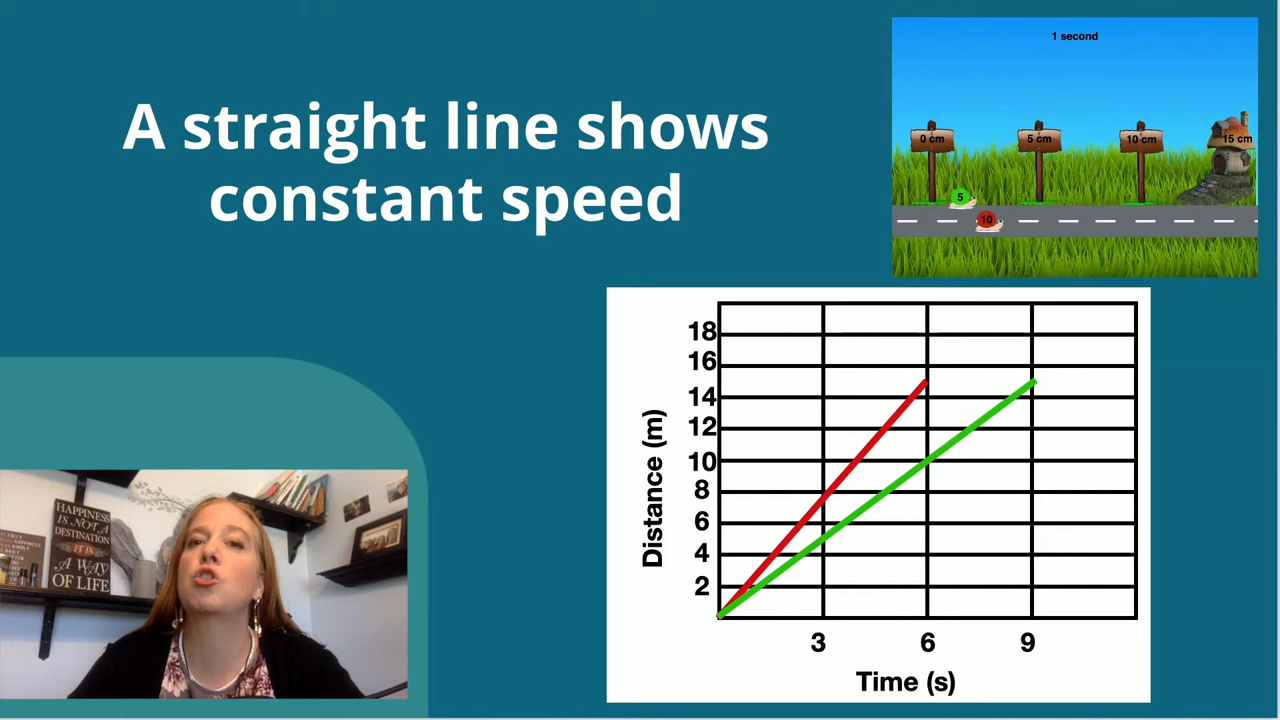 A straight line shows
constant speed
1 second
0 cm
5 cm
10 cm
15 cm
5
10
18
16
14
12
10
8
6
4
2
Distance (m)
3
6
9
Time (s)
HAPPINESS
IS NOT A
DESTINATION
IT IS
A WAY
OF LIFE